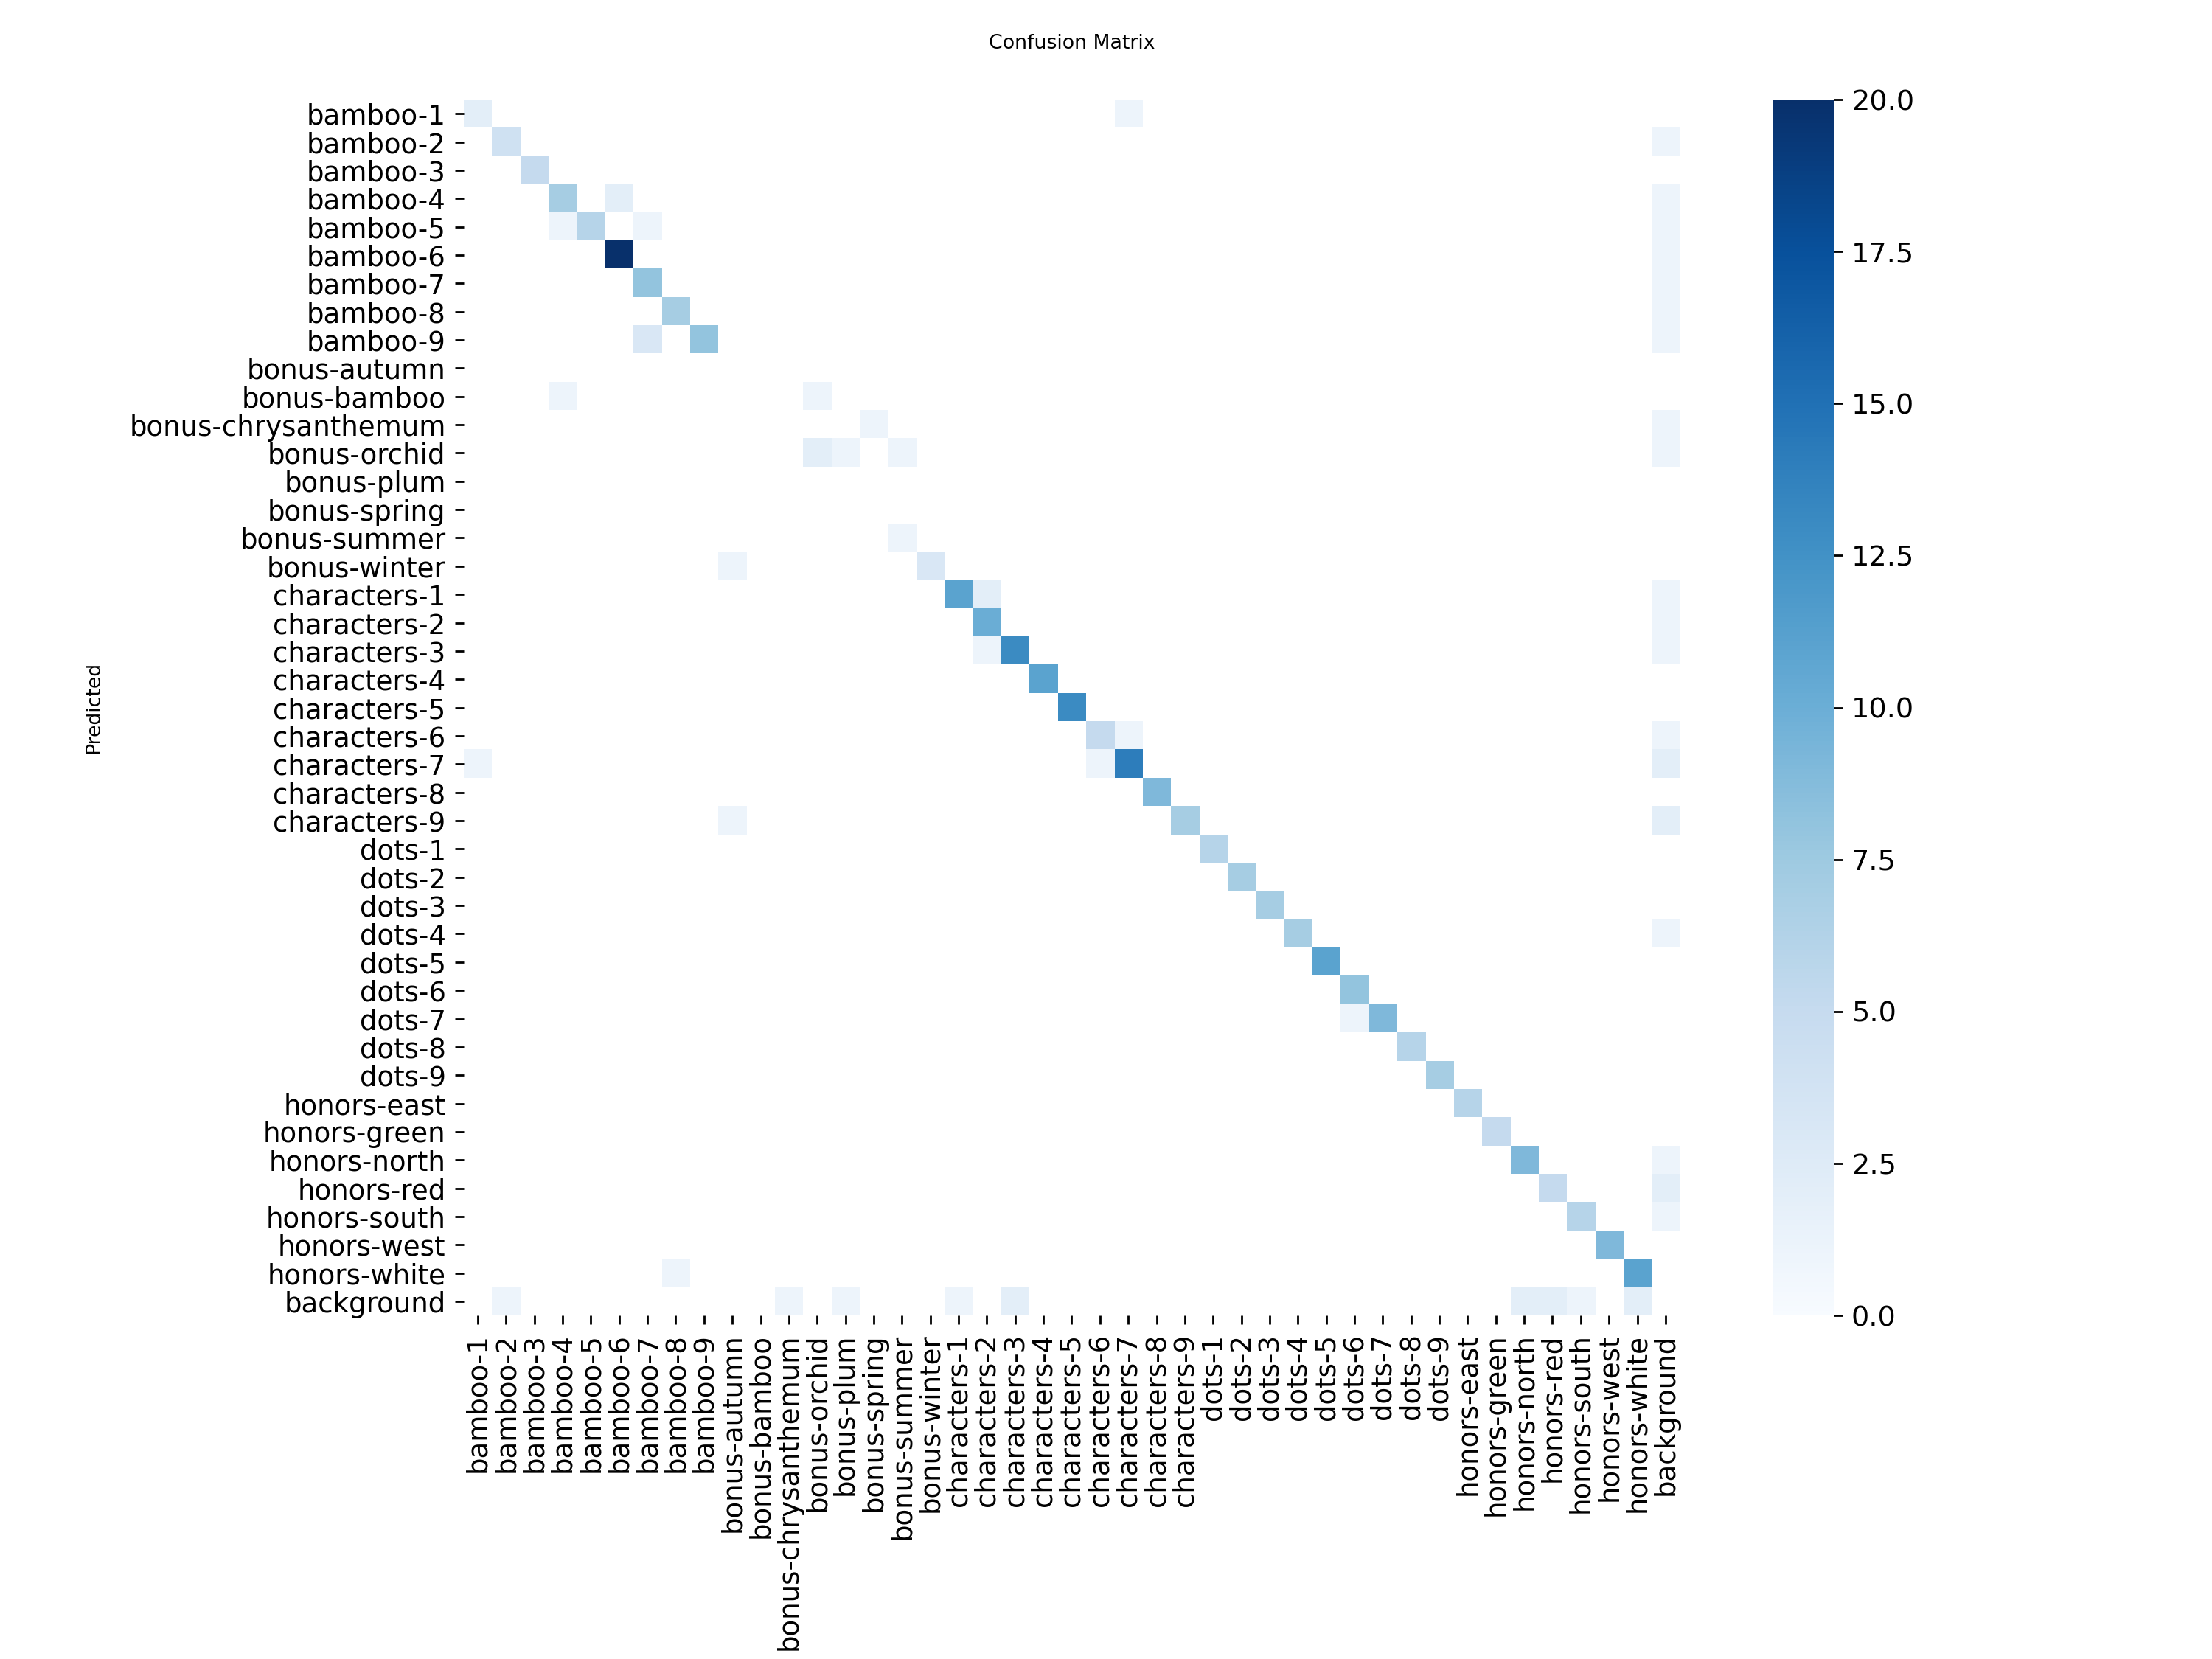 Confusion Matrix
Predicted
bamboo-1
bamboo-2
bamboo-3
bamboo-4
bamboo-5
bamboo-6
bamboo-7
bamboo-8
bamboo-9
bonus-autumn
bonus-bamboo
bonus-chrysanthemum
bonus-orchid
bonus-plum
bonus-spring
bonus-summer
bonus-winter
characters-1
characters-2
characters-3
characters-4
characters-5
characters-6
characters-7
characters-8
characters-9
dots-1
dots-2
dots-3
dots-4
dots-5
dots-6
dots-7
dots-8
dots-9
honors-east
honors-green
honors-north
honors-red
honors-south
honors-west
honors-white
background
bamboo-1
bamboo-2
bamboo-3
bamboo-4
bamboo-5
bamboo-6
bamboo-7
bamboo-8
bamboo-9
bonus-autumn
bonus-bamboo
bonus-chrysanthemum
bonus-orchid
bonus-plum
bonus-spring
bonus-summer
bonus-winter
characters-1
characters-2
characters-3
characters-4
characters-5
characters-6
characters-7
characters-8
characters-9
dots-1
dots-2
dots-3
dots-4
dots-5
dots-6
dots-7
dots-8
dots-9
honors-east
honors-green
honors-north
honors-red
honors-south
honors-west
honors-white
background
20.0
17.5
15.0
12.5
10.0
7.5
5.0
2.5
0.0